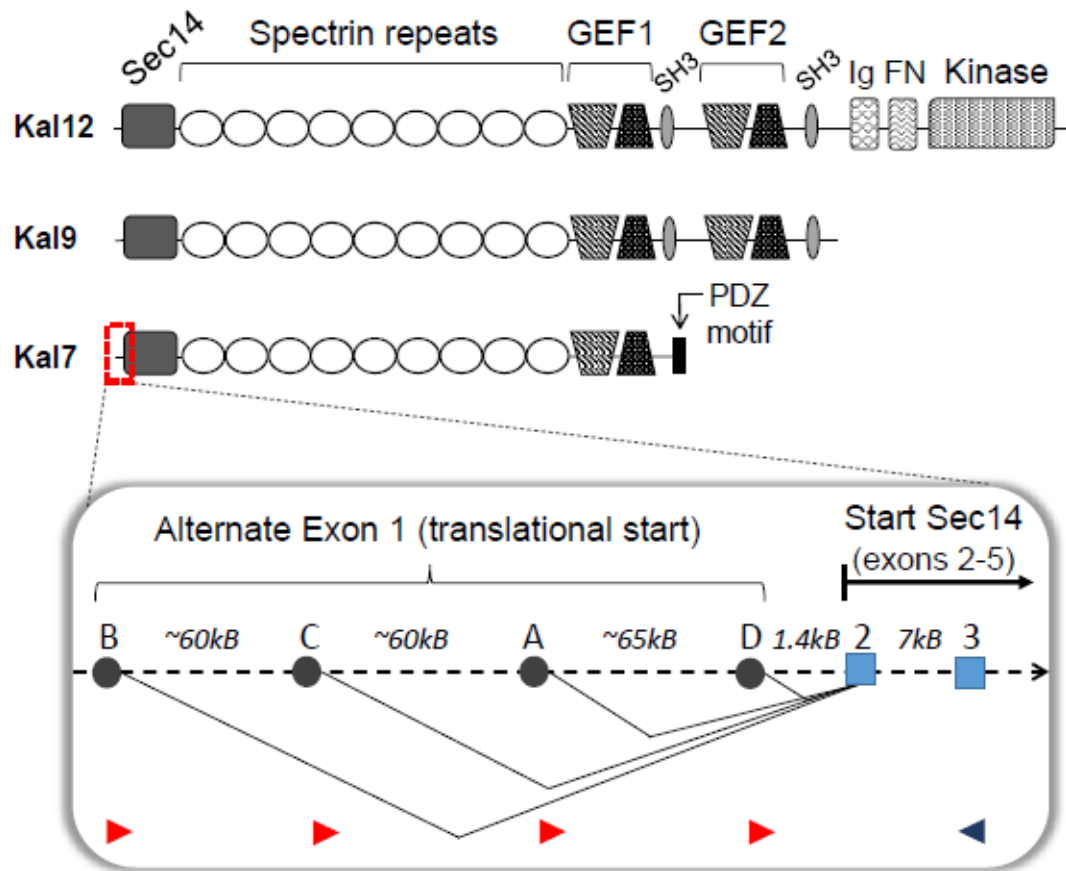 Sec14 Spectrin repeats GEF1 SH3 GEF2 SH3 Ig FN Kinase
Kal12
Kal9
Kal7
PDZ
motif
Alternate Exon 1 (translational start)
Start Sec14
(exons 2-5)
B ~60kB C ~60kB A ~65kB D 1.4kB 2 7kB 3